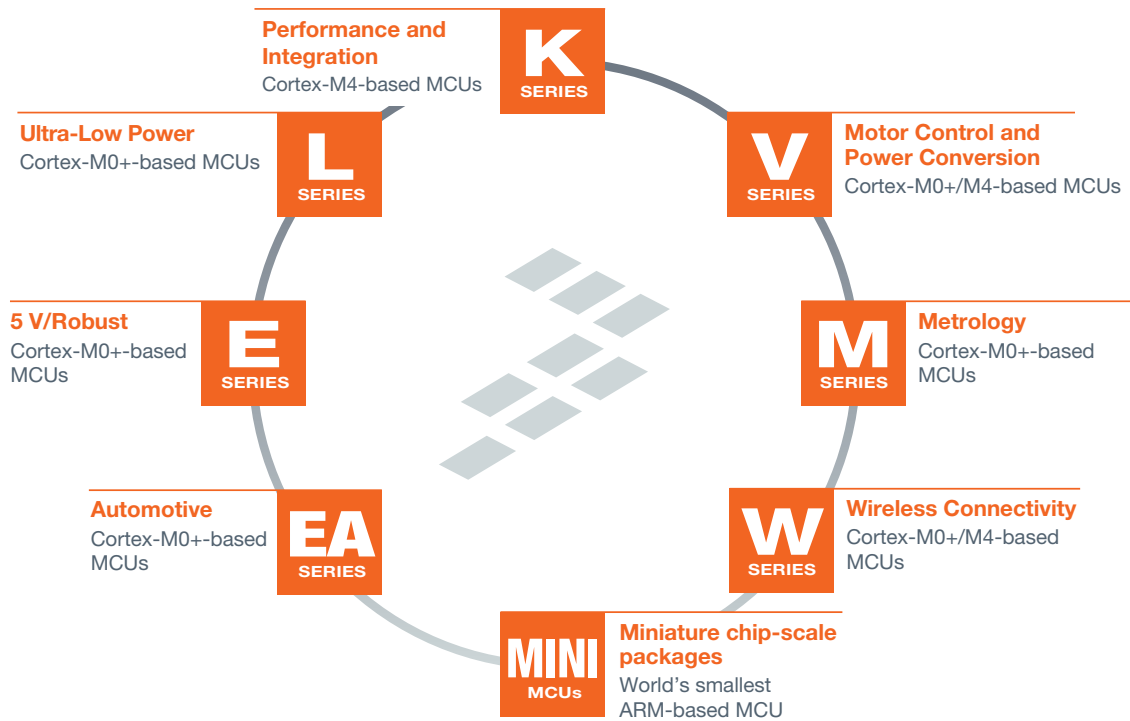 Performance and
Integration
Cortex-M4-based MCUs
K
SERIES
V
SERIES
Motor Control and
Power Conversion
Cortex-M0+/M4-based MCUs
M
SERIES
Metrology
Cortex-M0+-based
MCUs
W
SERIES
Wireless Connectivity
Cortex-M0+/M4-based
MCUs
MINI
MCUs
Miniature chip-scale
packages
World's smallest
ARM-based MCU
Automotive
Cortex-M0+-based
MCUs
EA
SERIES
5 V/Robust
Cortex-M0+-based
MCUs
E
SERIES
Ultra-Low Power
Cortex-M0+-based MCUs
L
SERIES